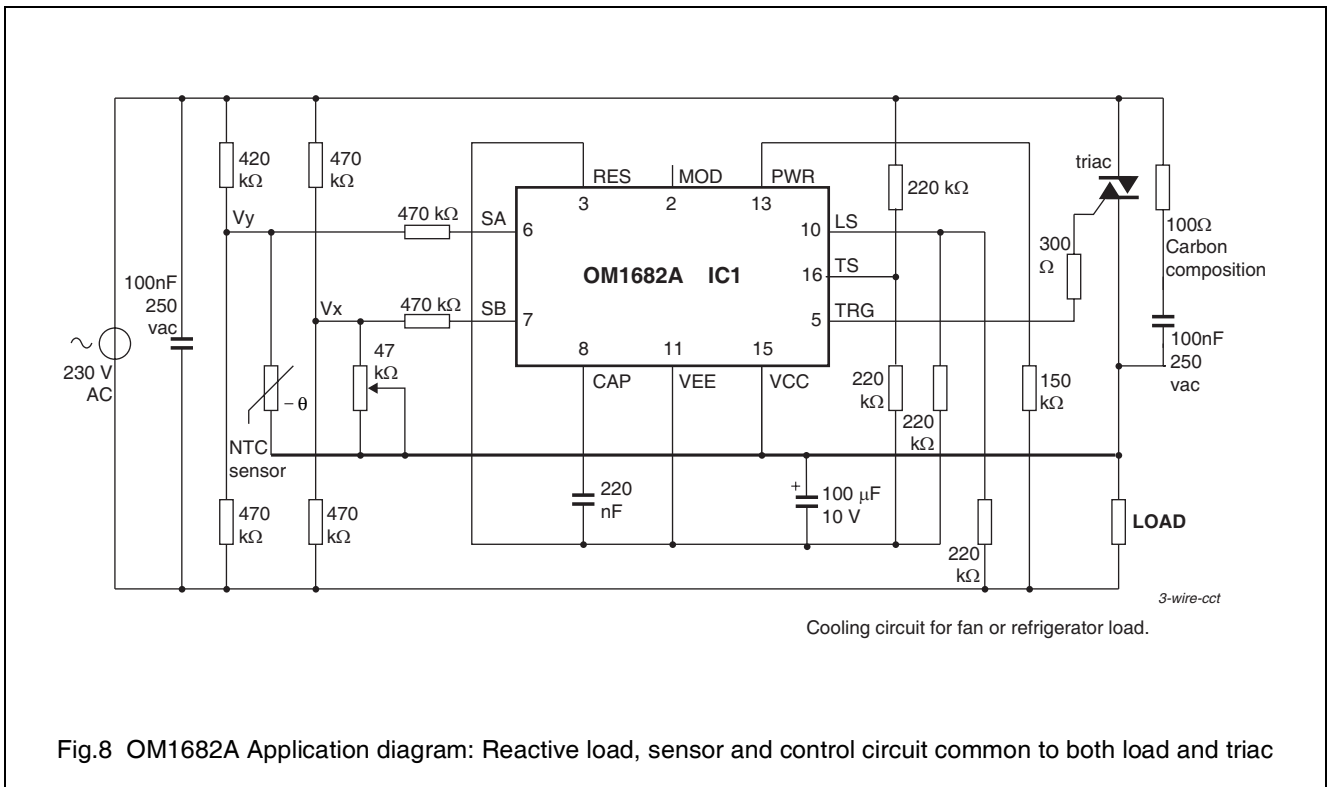 420
kΩ
470
kΩ
RES
MOD
PWR
3
2
13
220 kΩ
triac
Vy
470 kΩ
SA
6
10
LS
300
Ω
100Ω
Carbon
composition
OM1682A IC1
16
TS
100nF
250
vac
Vx
470 kΩ
SB
7
5
TRG
~
230 V
AC
47
kΩ
8
11
15
CAP
VEE
VCC
100nF
250
vac
220
kΩ
220
kΩ
150
kΩ
– θ
NTC
sensor
470
kΩ
470
kΩ
220
nF
+
100 μF
10 V
220
kΩ
LOAD
3-wire-cct
Cooling circuit for fan or refrigerator load.
Fig.8 OM1682A Application diagram: Reactive load, sensor and control circuit common to both load and triac